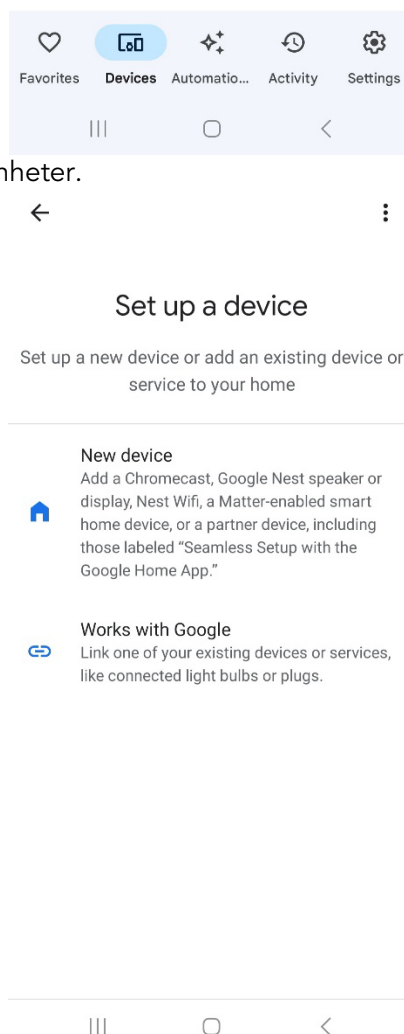 Favorites Devices Automatio... Activity Settings
nheter.
Set up a device
Set up a new device or add an existing device or
service to your home
New device
Add a Chromecast, Google Nest speaker or
display, Nest Wifi, a Matter-enabled smart
home device, or a partner device, including
those labeled “Seamless Setup with the
Google Home App.”
Works with Google
Link one of your existing devices or services,
like connected light bulbs or plugs.